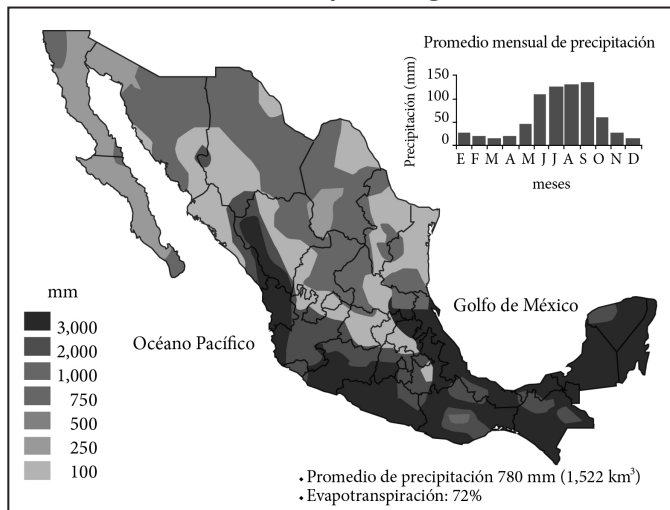 Promedio mensual de precipitación
Precipitación (mm)
150
100
50
0
E F M A M J J A S O N D
meses
mm
3,000
2,000
1,000
750
500
250
100
Océano Pacífico
Golfo de México
• Promedio de precipitación 780 mm (1,522 km³)
• Evapotranspiración: 72%